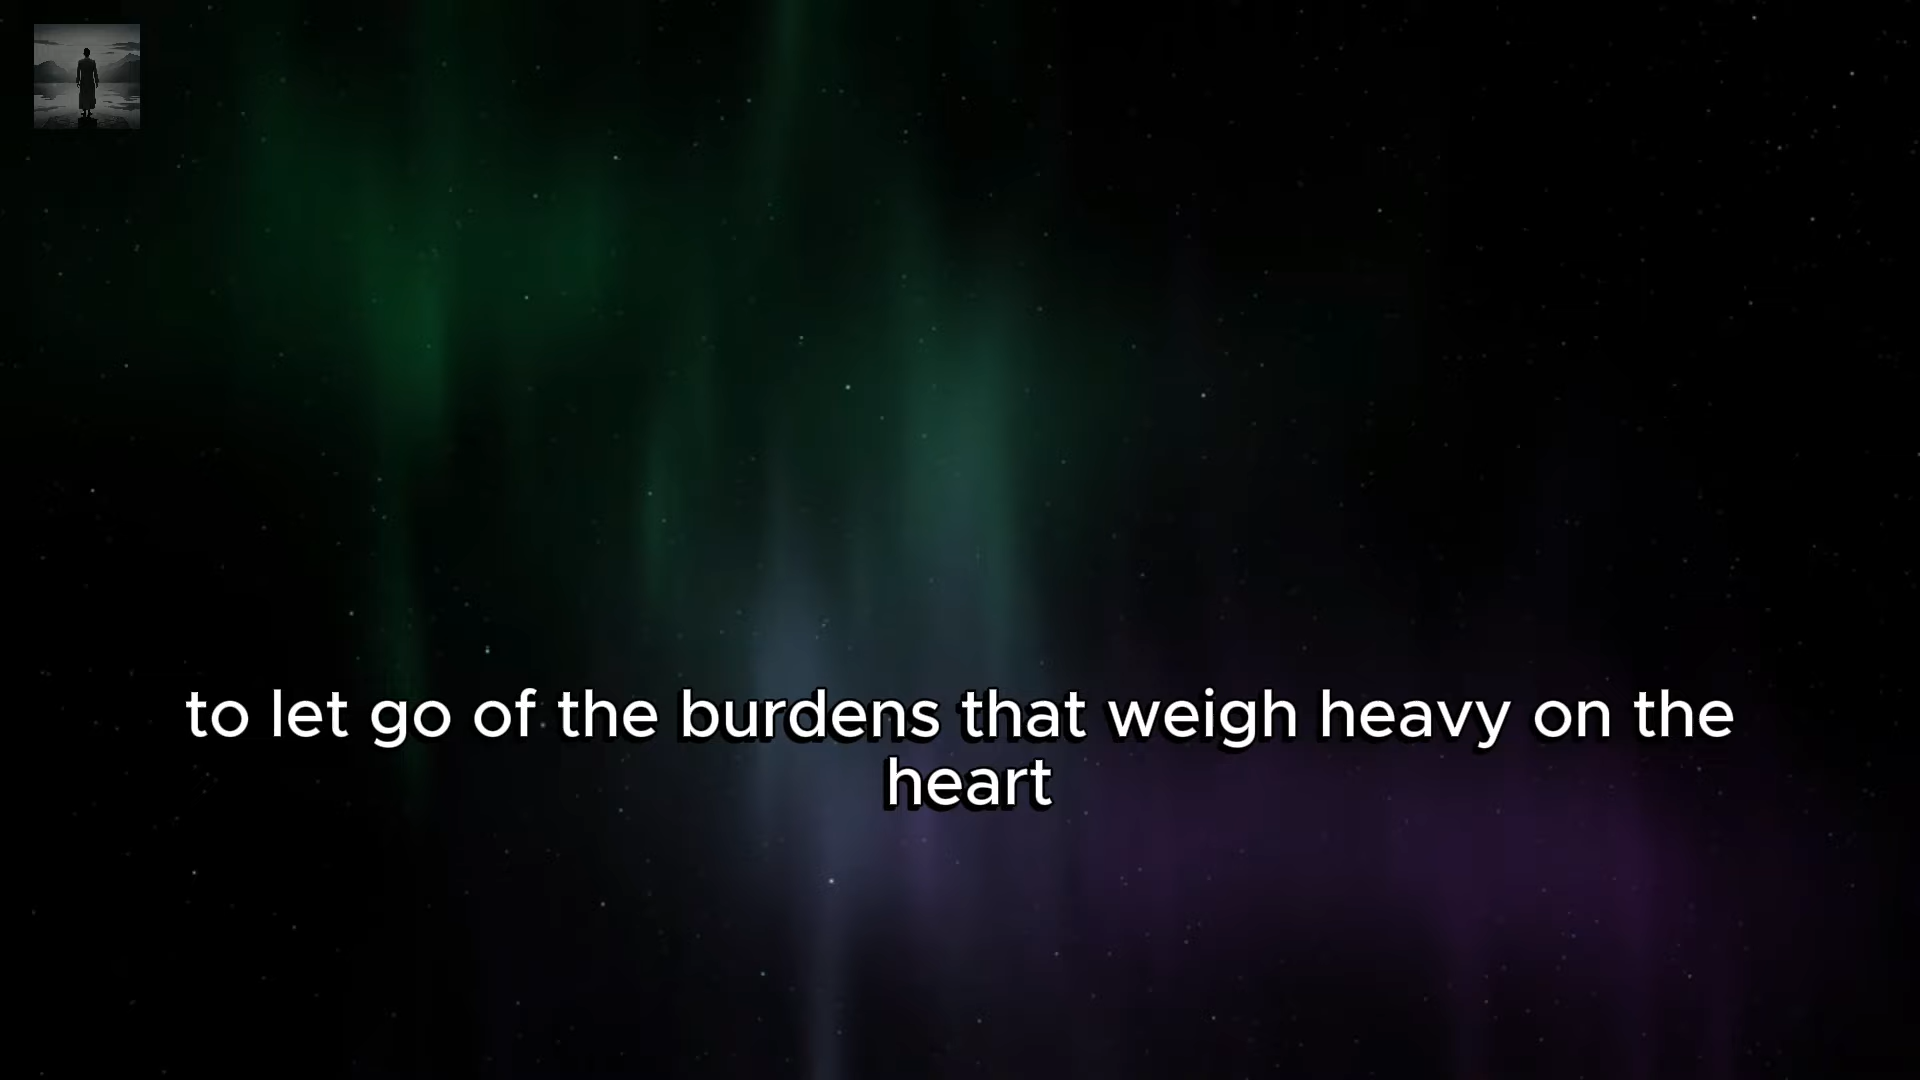 to let go of the burdens that weigh heavy on the
heart